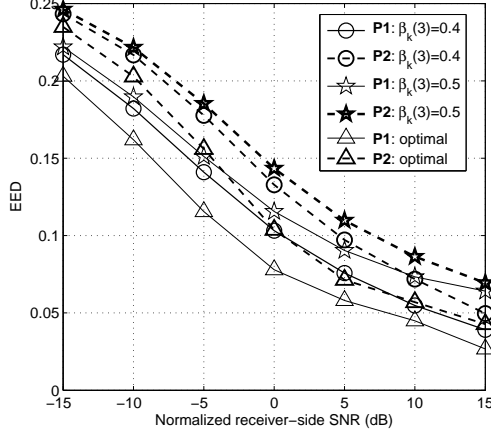 0.25
0.2
0.15
0.1
0.05
0
EED
P1: β_k(3)=0.4
P2: β_k(3)=0.4
P1: β_k(3)=0.5
P2: β_k(3)=0.5
P1: optimal
P2: optimal
−15 −10 −5 0 5 10 15
Normalized receiver-side SNR (dB)